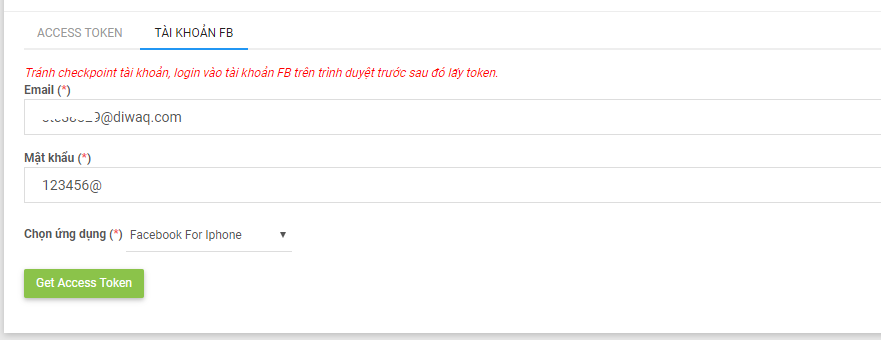 ACCESS TOKEN TÀI KHOẢN FB
Tránh checkpoint tài khoản, login vào tài khoản FB trên trình duyệt trước sau đó lấy token.
Email (*)
9@diwaq.com
Mật khẩu (*)
123456@
Chọn ứng dụng (*) Facebook For Iphone
Get Access Token